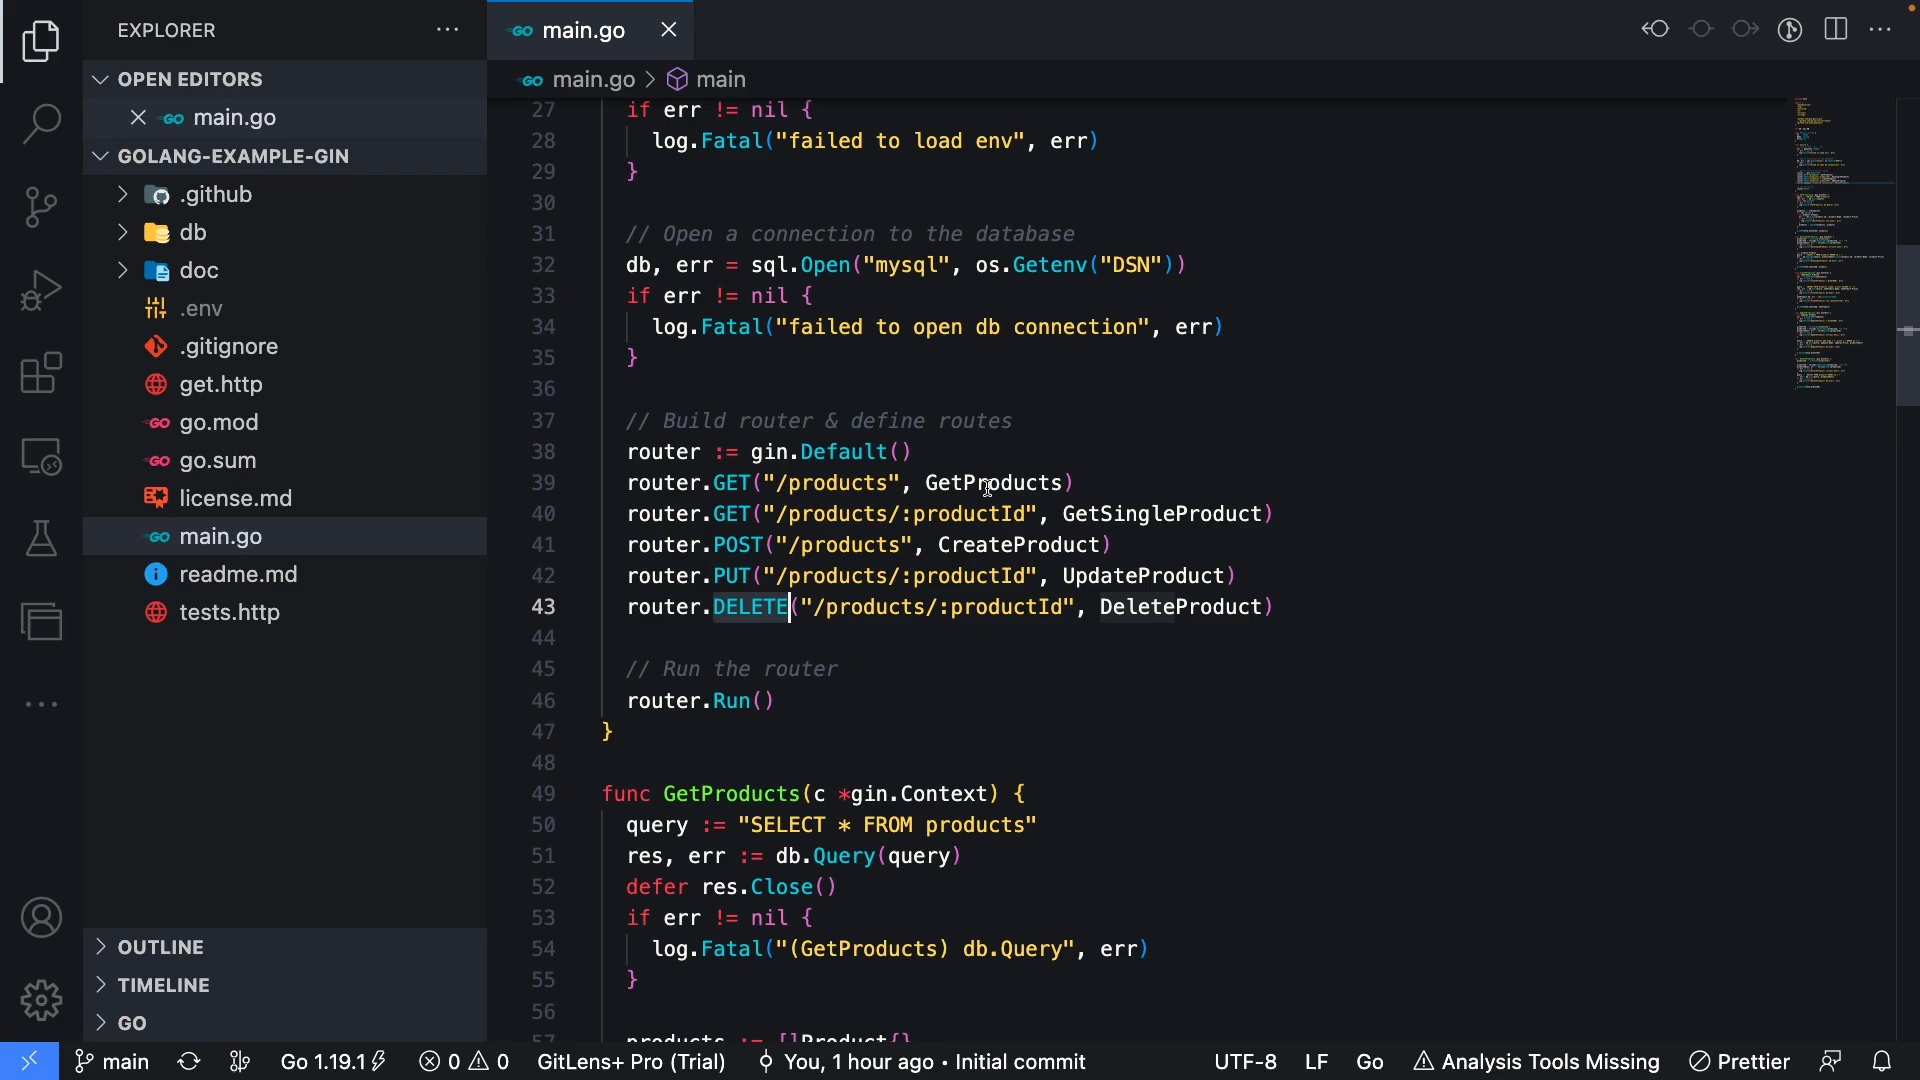 EXPLORER
OPEN EDITORS
main.go
GOLANG-EXAMPLE-GIN
.github
db
doc
.env
.gitignore
get.http
go.mod
go.sum
license.md
main.go
readme.md
tests.http
OUTLINE
TIMELINE
GO
main.go
main.go > main
27 if err != nil {
28 log.Fatal("failed to load env", err)
29 }
30
31 // Open a connection to the database
32 db, err = sql.Open("mysql", os.Getenv("DSN"))
33 if err != nil {
34 log.Fatal("failed to open db connection", err)
35 }
36
37 // Build router & define routes
38 router := gin.Default()
39 router.GET("/products", GetProducts)
40 router.GET("/products/:productId", GetSingleProduct)
41 router.POST("/products", CreateProduct)
42 router.PUT("/products/:productId", UpdateProduct)
43 router.DELETE("/products/:productId", DeleteProduct)
44
45 // Run the router
46 router.Run()
47 }
48
49 func GetProducts(c *gin.Context) {
50 query := "SELECT * FROM products"
51 res, err := db.Query(query)
52 defer res.Close()
53 if err != nil {
54 log.Fatal("(GetProducts) db.Query", err)
55 }
56
57 products := []Product{}
main Go 1.19.1 0 0 GitLens+ Pro (Trial) You, 1 hour ago • Initial commit UTF-8 LF Go Analysis Tools Missing Prettier